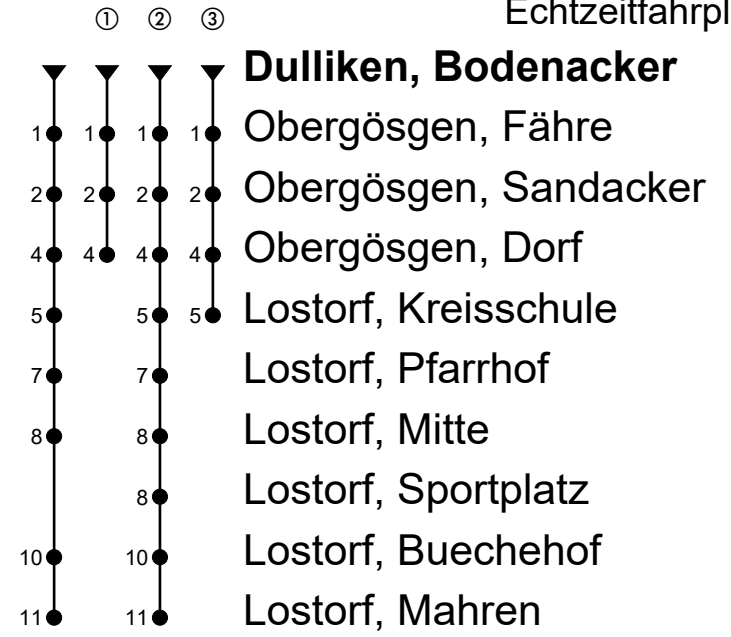 ① ② ③ Echtzeitfahrpl
Dulliken, Bodenacker
1 1 1 1 Obergösgen, Fähre
2 2 2 2 Obergösgen, Sandacker
4 4 4 4 Obergösgen, Dorf
5 5 5 Lostorf, Kreisschule
7 7 Lostorf, Pfarrhof
8 8 Lostorf, Mitte
8 Lostorf, Sportplatz
10 10 Lostorf, Buechehof
11 11 Lostorf, Mahren